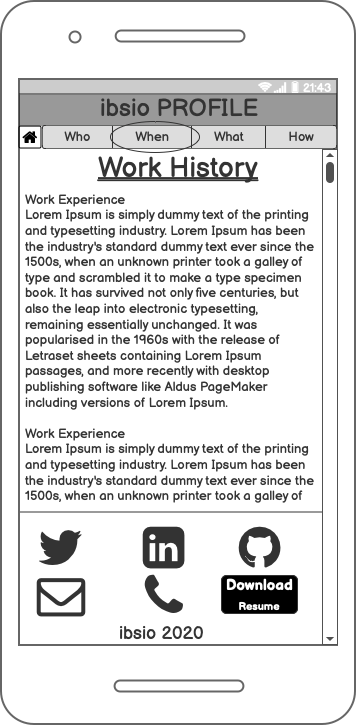 21:43
ibsio PROFILE
Who When What How
Work History
Work Experience
Lorem Ipsum is simply dummy text of the printing
and typesetting industry. Lorem Ipsum has been
the industry's standard dummy text ever since the
1500s, when an unknown printer took a galley of
type and scrambled it to make a type specimen
book. It has survived not only five centuries, but
also the leap into electronic typesetting,
remaining essentially unchanged. It was
popularised in the 1960s with the release of
Letraset sheets containing Lorem Ipsum
passages, and more recently with desktop
publishing software like Aldus PageMaker
including versions of Lorem Ipsum.
Work Experience
Lorem Ipsum is simply dummy text of the printing
and typesetting industry. Lorem Ipsum has been
the industry's standard dummy text ever since the
1500s, when an unknown printer took a galley of
in
Download
Resume
ibsio 2020